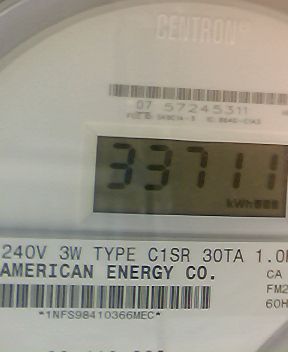 CENTRON®
07 57245311
33711
kWh
240V 3W TYPE C1SR 30TA 1.0
AMERICAN ENERGY CO.
CA
FM2
60H
*1NFS98410366MEC*